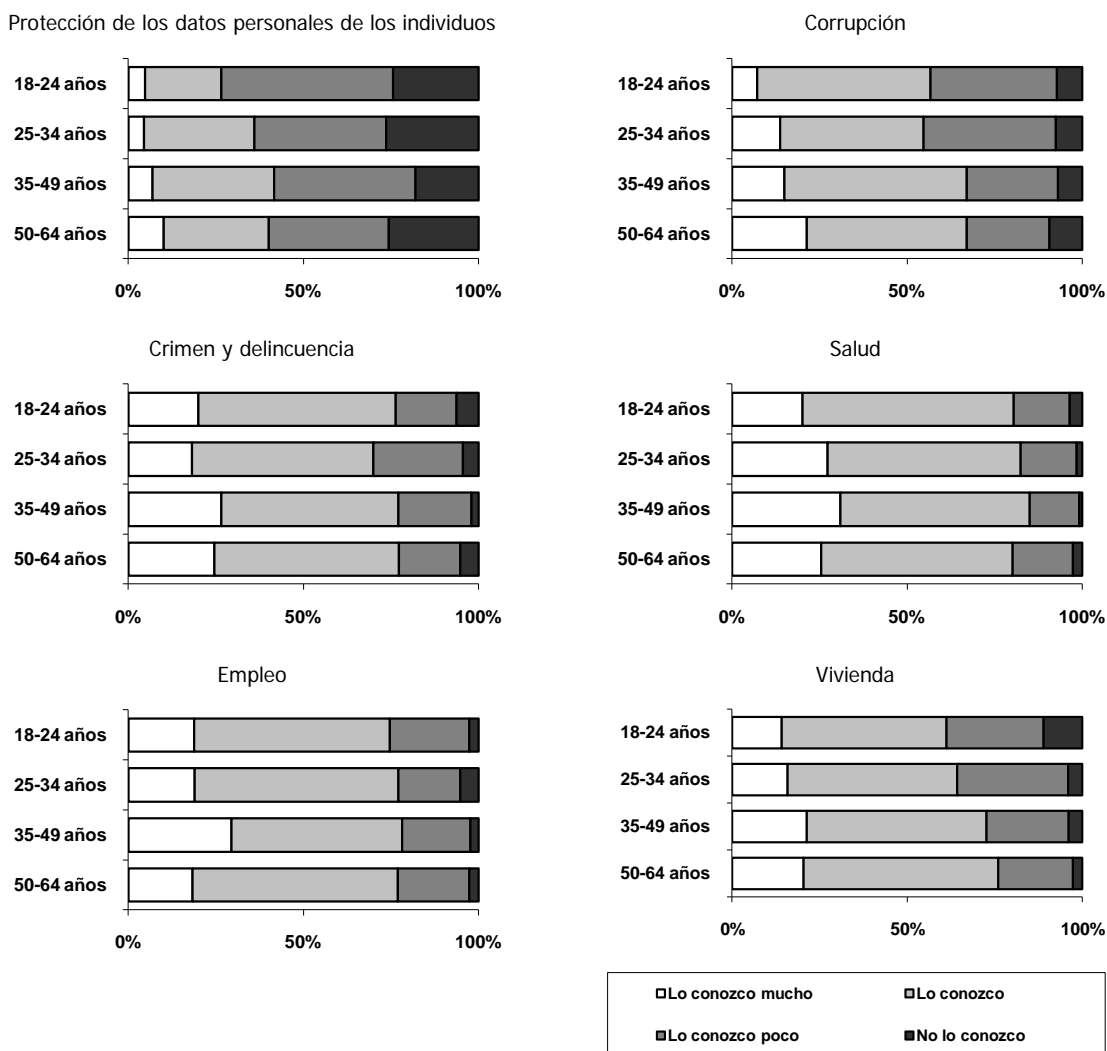 Protección de los datos personales de los individuos
18-24 años
25-34 años
35-49 años
50-64 años
0% 50% 100%
Corrupción
18-24 años
25-34 años
35-49 años
50-64 años
0% 50% 100%
Crimen y delincuencia
18-24 años
25-34 años
35-49 años
50-64 años
0% 50% 100%
Salud
18-24 años
25-34 años
35-49 años
50-64 años
0% 50% 100%
Empleo
18-24 años
25-34 años
35-49 años
50-64 años
0% 50% 100%
Vivienda
18-24 años
25-34 años
35-49 años
50-64 años
0% 50% 100%
Lo conozco mucho Lo conozco
Lo conozco poco No lo conozco